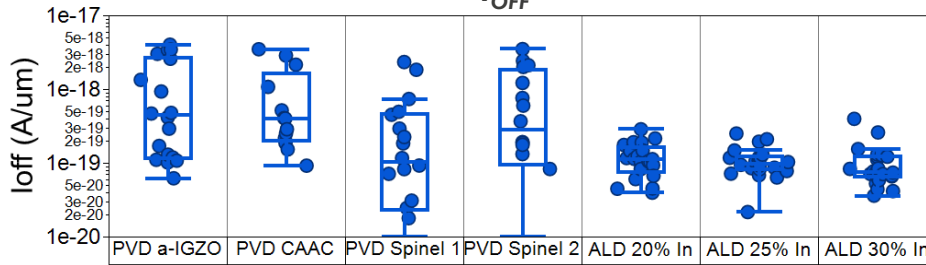 IOFF
1e-17
5e-18
3e-18
2e-18
1e-18
5e-19
3e-19
2e-19
1e-19
5e-20
3e-20
2e-20
1e-20
Ioff (A/um)
PVD a-IGZO PVD CAAC PVD Spinel 1 PVD Spinel 2 ALD 20% In ALD 25% In ALD 30% In